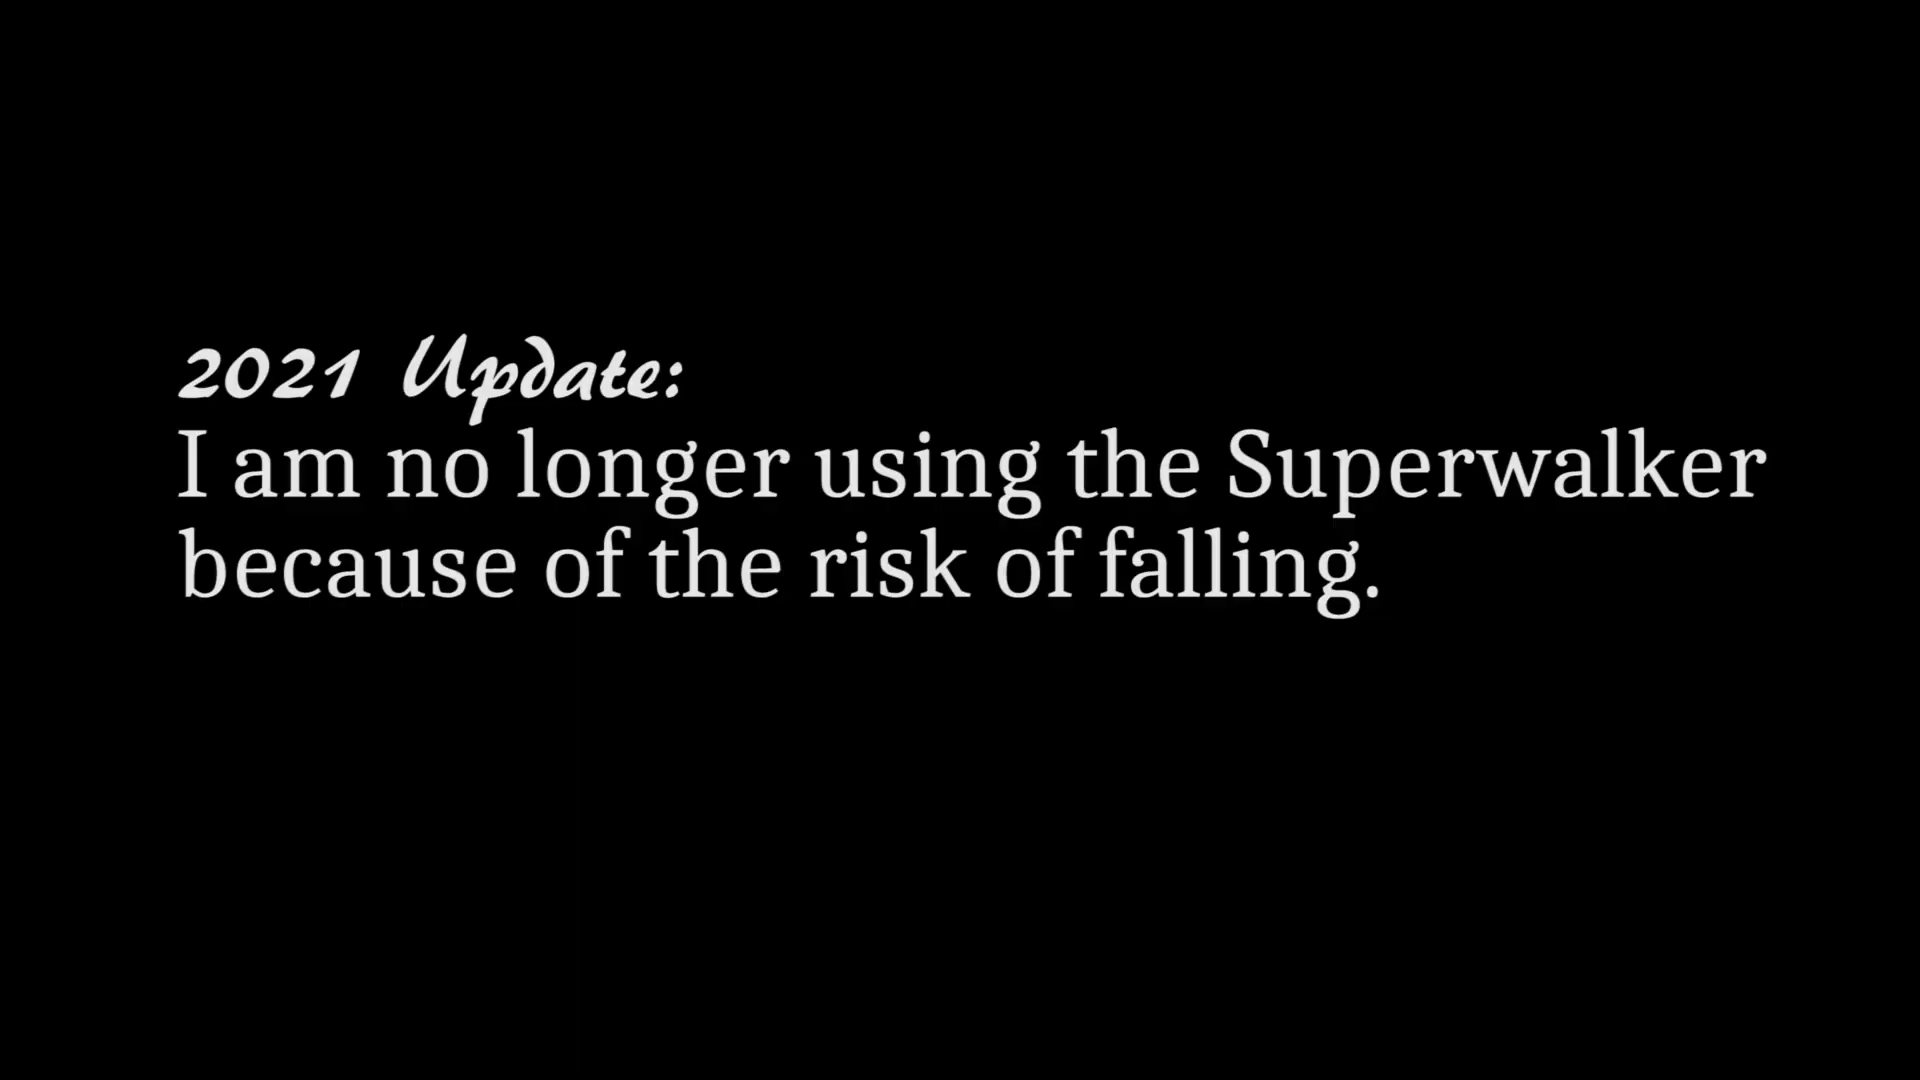 2021 Update:
I am no longer using the Superwalker
because of the risk of falling.